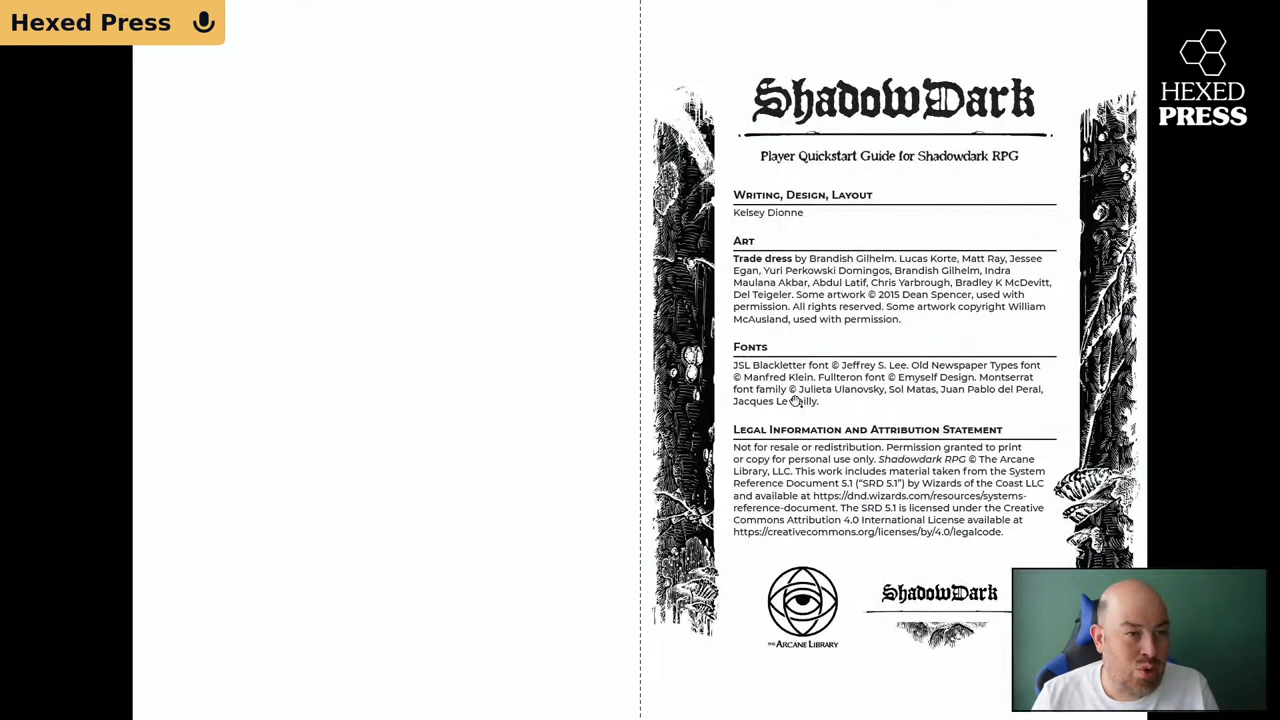 Hexed Press
HEXED
PRESS
ShadowDark
Player Quickstart Guide for Shadowdark RPG
Writing, Design, Layout
Kelsey Dionne
Art
Trade dress by Brandish Gilhelm. Lucas Korte, Matt Ray, Jessee
Egan, Yuri Perkowski Domingos, Brandish Gilhelm, Indra
Maulana Akbar, Abdul Latif, Chris Yarbrough, Bradley K McDevitt,
Del Teigeler. Some artwork © 2015 Dean Spencer, used with
permission. All rights reserved. Some artwork copyright William
McAusland, used with permission.
Fonts
JSL Blackletter font © Jeffrey S. Lee. Old Newspaper Types font
© Manfred Klein. Fullteron font © Emyself Design. Montserrat
font family © Julieta Ulanovsky, Sol Matas, Juan Pablo del Peral,
Jacques Le
Legal Information and Attribution Statement
Not for resale or redistribution. Permission granted to print
or copy for personal use only. Shadowdark RPG © The Arcane
Library, LLC. This work includes material taken from the System
Reference Document 5.1 (“SRD 5.1”) by Wizards of the Coast LLC
and available at https://dnd.wizards.com/resources/systems-
reference-document. The SRD 5.1 is licensed under the Creative
Commons Attribution 4.0 International License available at
https://creativecommons.org/licenses/by/4.0/legalcode.
THE ARCANE LIBRARY
ShadowDark